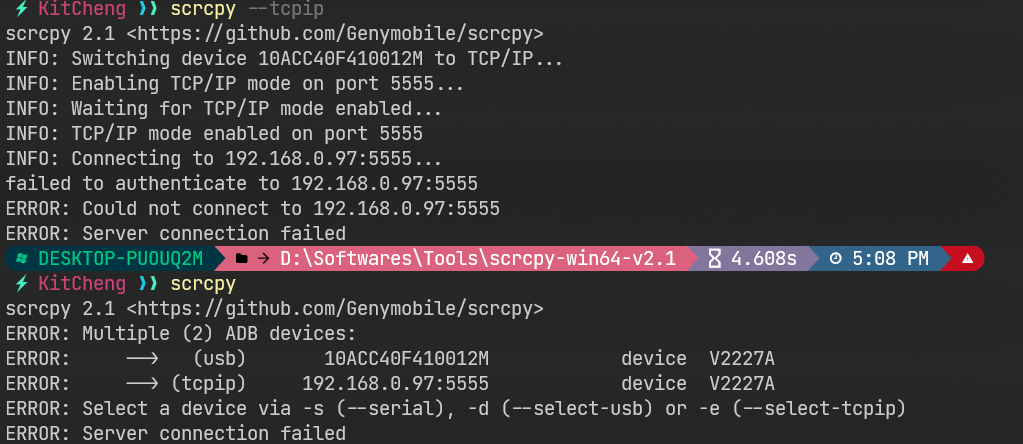 KitCheng ❯❯ scrcpy --tcpip
scrcpy 2.1 <https://github.com/Genymobile/scrcpy>
INFO: Switching device 10ACC40F410012M to TCP/IP...
INFO: Enabling TCP/IP mode on port 5555...
INFO: Waiting for TCP/IP mode enabled...
INFO: TCP/IP mode enabled on port 5555
INFO: Connecting to 192.168.0.97:5555...
failed to authenticate to 192.168.0.97:5555
ERROR: Could not connect to 192.168.0.97:5555
ERROR: Server connection failed
DESKTOP-PUOUQ2M → D:\Softwares\Tools\scrcpy-win64-v2.1 4.608s 5:08 PM
KitCheng ❯❯ scrcpy
scrcpy 2.1 <https://github.com/Genymobile/scrcpy>
ERROR: Multiple (2) ADB devices:
ERROR: --> (usb) 10ACC40F410012M device V2227A
ERROR: --> (tcpip) 192.168.0.97:5555 device V2227A
ERROR: Select a device via -s (--serial), -d (--select-usb) or -e (--select-tcpip)
ERROR: Server connection failed